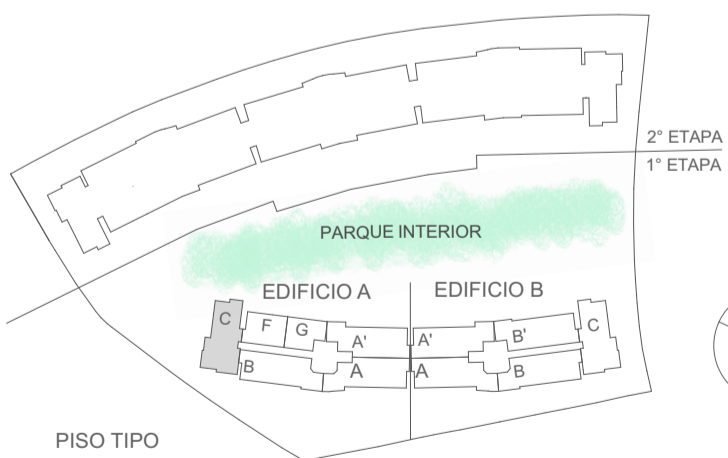 2° ETAPA
1° ETAPA
PARQUE INTERIOR
EDIFICIO A
EDIFICIO B
C
F
G
A'
A'
B'
C
B
A
A
B
PISO TIPO